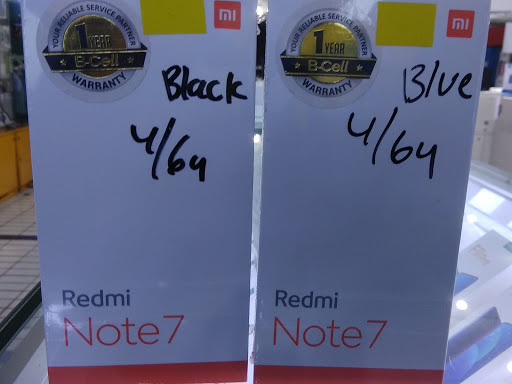 YOUR RELIABLE SERVICE PARTNER
1 YEAR
B-Cell
WARRANTY
mi
Black
4/64
Redmi
Note7
YOUR RELIABLE SERVICE PARTNER
1 YEAR
B-Cell
WARRANTY
mi
Blue
4/64
Redmi
Note7